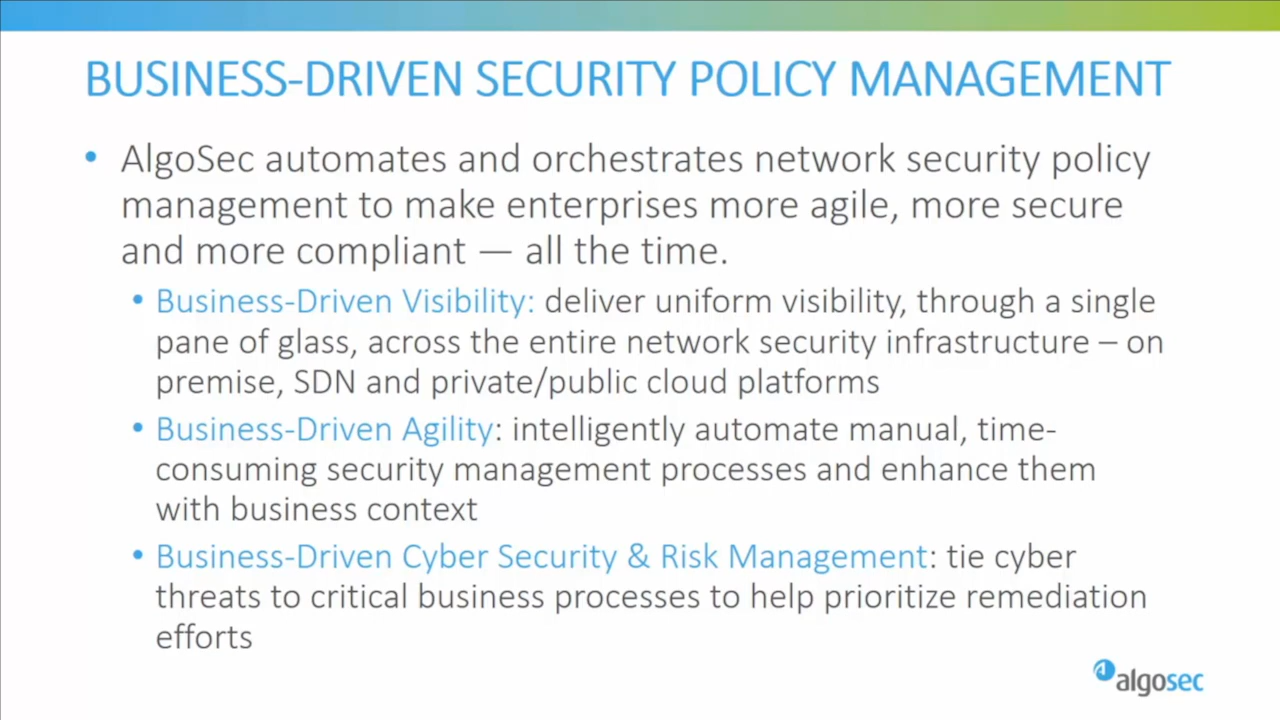 BUSINESS-DRIVEN SECURITY POLICY MANAGEMENT
• AlgoSec automates and orchestrates network security policy
management to make enterprises more agile, more secure
and more compliant — all the time.
• Business-Driven Visibility: deliver uniform visibility, through a single
pane of glass, across the entire network security infrastructure – on
premise, SDN and private/public cloud platforms
• Business-Driven Agility: intelligently automate manual, time-
consuming security management processes and enhance them
with business context
• Business-Driven Cyber Security & Risk Management: tie cyber
threats to critical business processes to help prioritize remediation
efforts
algosec